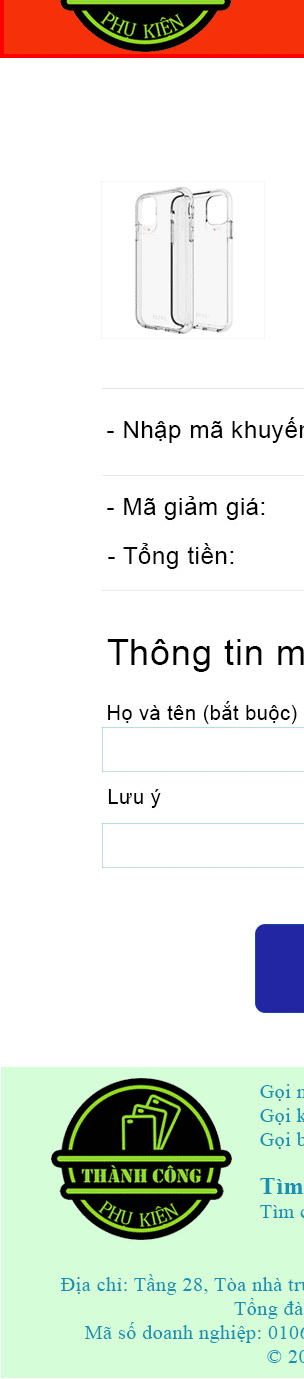 PHỤ KIỆN
- Nhập mã khuyến
- Mã giảm giá:
- Tổng tiền:
Thông tin m
Họ và tên (bắt buộc)
Lưu ý
THÀNH CÔNG
PHỤ KIỆN
Gọi
Gọi k
Gọi b
Tìm
Tìm
Địa chỉ: Tầng 28, Tòa nhà trụ
Tổng đà
Mã số doanh nghiệp: 0106
© 20